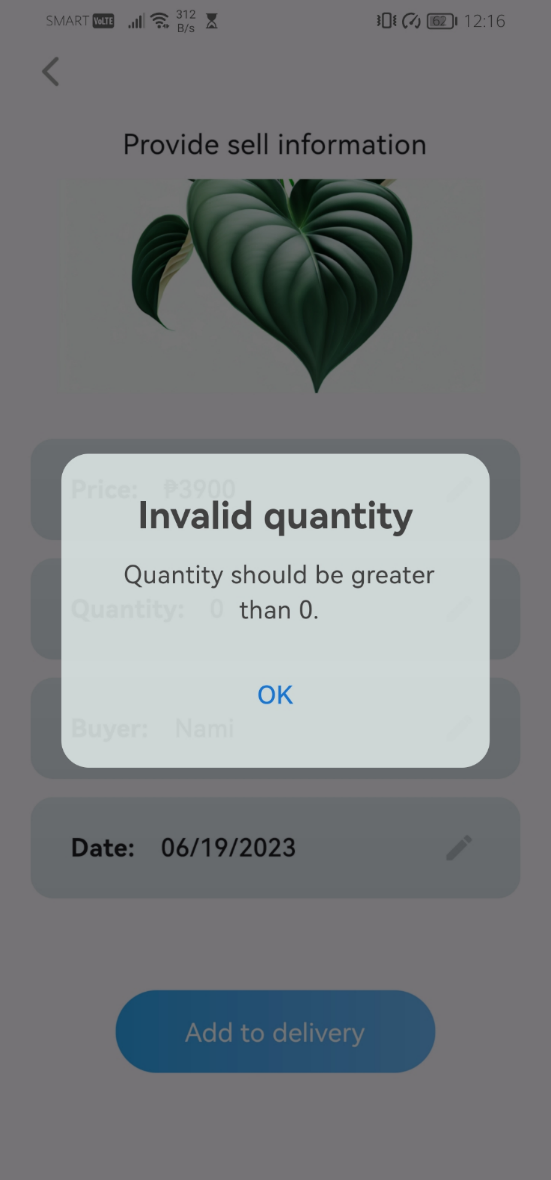 SMART VoLTE 312 B/s 62 12:16
Provide sell information
Price: ₱3900
Invalid quantity
Quantity should be greater
than 0.
Quantity: 0
OK
Buyer: Nami
Date: 06/19/2023
Add to delivery